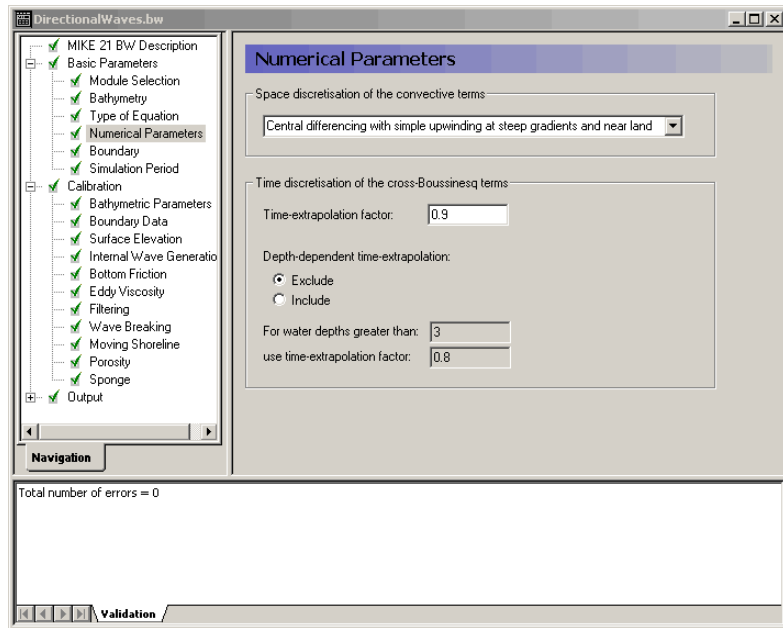 DirectionalWaves.bw
MIKE 21 BW Description
Basic Parameters
Module Selection
Bathymetry
Type of Equation
Numerical Parameters
Boundary
Simulation Period
Calibration
Bathymetric Parameters
Boundary Data
Surface Elevation
Internal Wave Generatio
Bottom Friction
Eddy Viscosity
Filtering
Wave Breaking
Moving Shoreline
Porosity
Sponge
Output
Navigation
Numerical Parameters
Space discretisation of the convective terms
Central differencing with simple upwinding at steep gradients and near land
Time discretisation of the cross-Boussinesq terms
Time-extrapolation factor: 0.9
Depth-dependent time-extrapolation:
Exclude
Include
For water depths greater than: 3
use time-extrapolation factor: 0.8
Total number of errors = 0
Validation